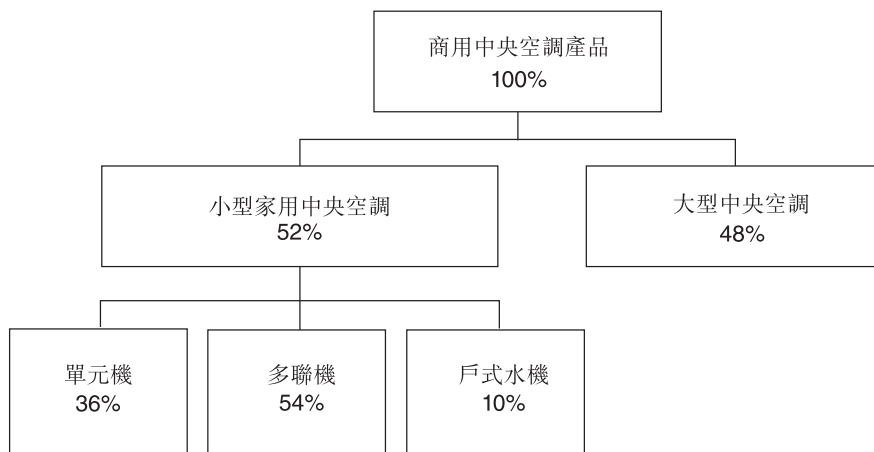 商用中央空調產品
100%
小型家用中央空調
52%
大型中央空調
48%
單元機
36%
多聯機
54%
戶式水機
10%